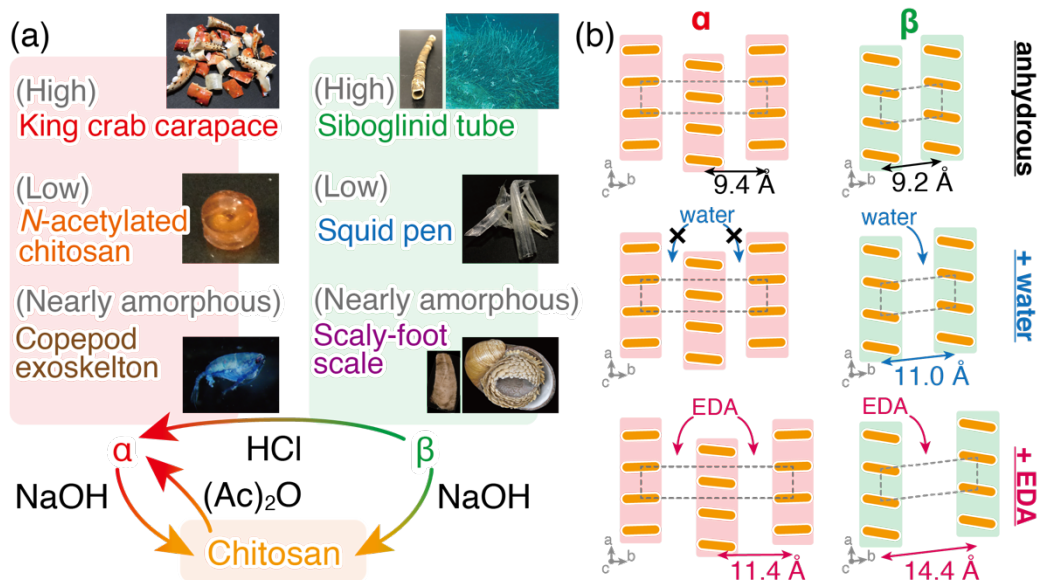 (a)
(High)
King crab carapace
(Low)
N-acetylated
chitosan
(Nearly amorphous)
Copepod
exoskelton
(High)
Siboglinid tube
(Low)
Squid pen
(Nearly amorphous)
Scaly-foot
scale
α
HCl
β
NaOH
(Ac)₂O
NaOH
Chitosan
(b)
α
β
anhydrous
a
b
c
9.4 Å
a
b
c
9.2 Å
water
water
+ water
a
b
c
a
b
c
11.0 Å
EDA
EDA
+ EDA
a
b
c
11.4 Å
a
b
c
14.4 Å